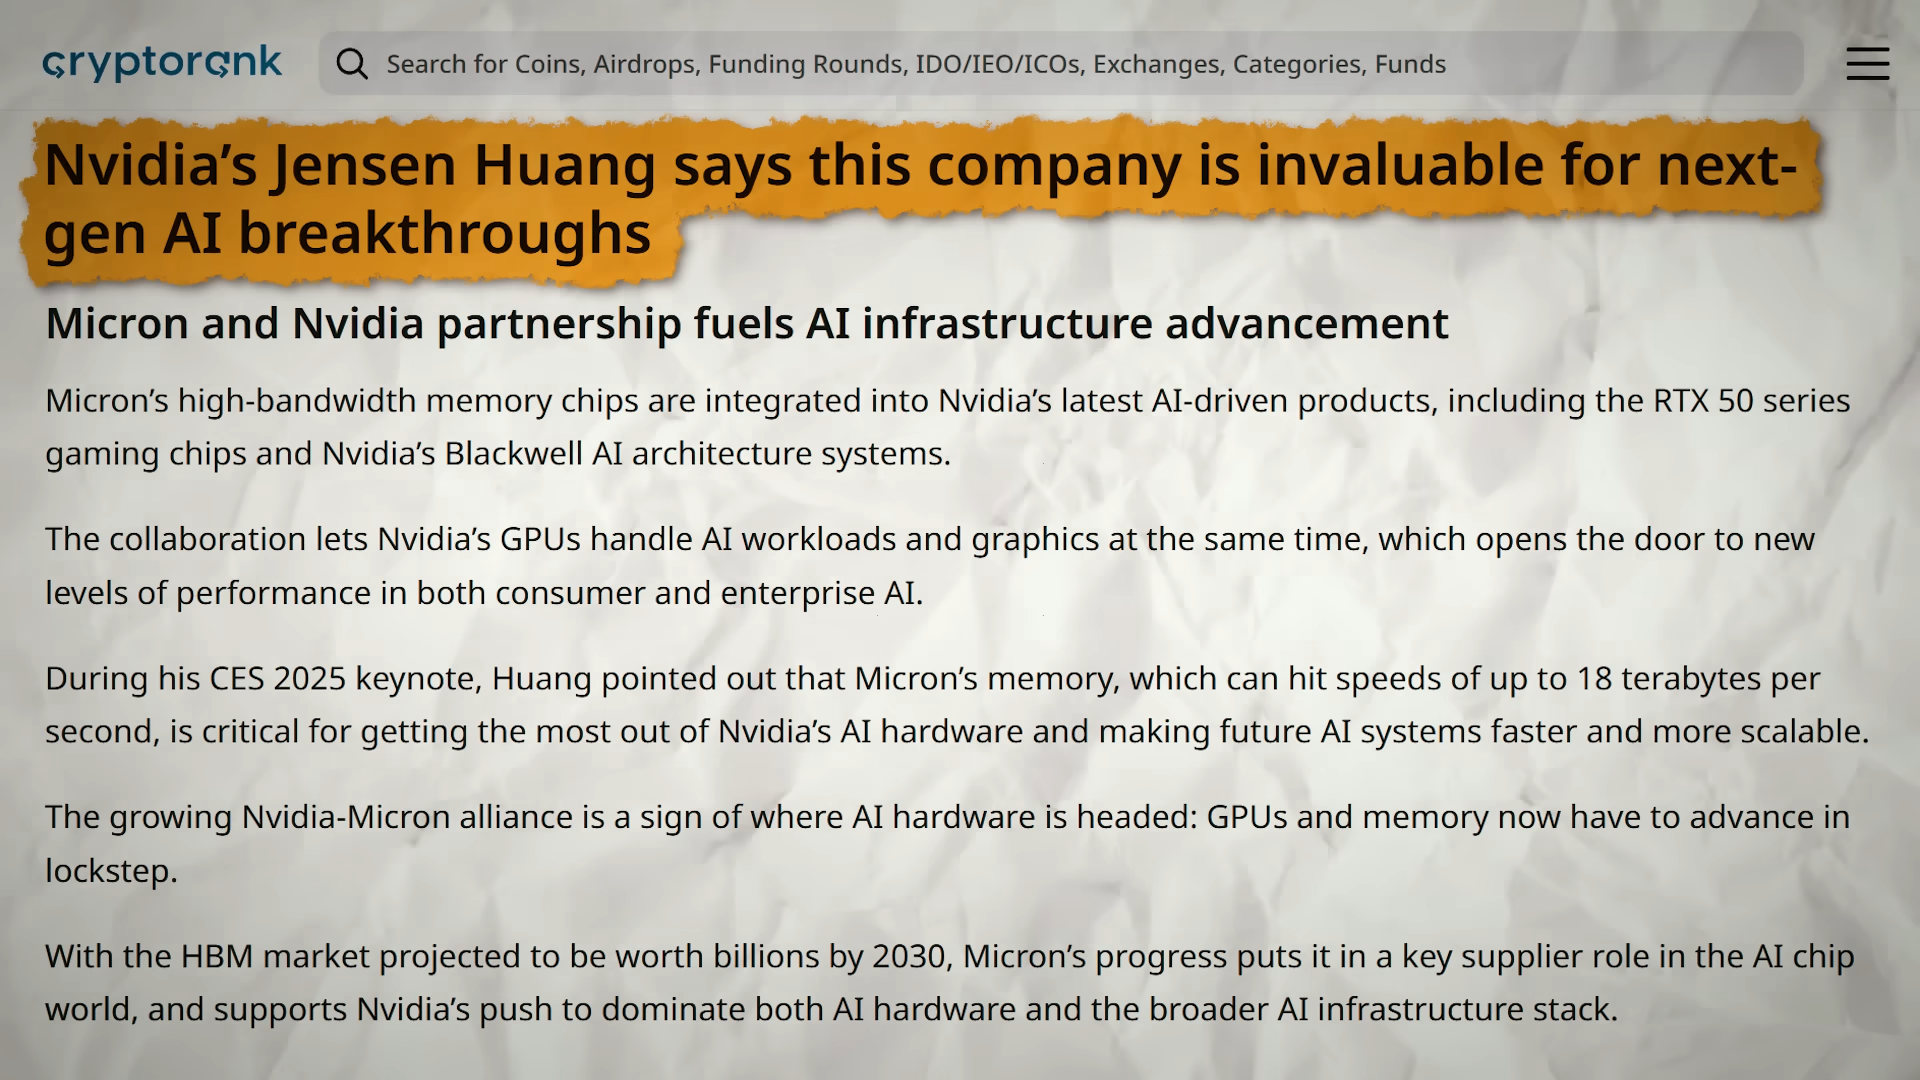 cryptorank
Search for Coins, Airdrops, Funding Rounds, IDO/IEO/ICOs, Exchanges, Categories, Funds
Nvidia’s Jensen Huang says this company is invaluable for next-
gen AI breakthroughs
Micron and Nvidia partnership fuels AI infrastructure advancement
Micron’s high-bandwidth memory chips are integrated into Nvidia’s latest AI-driven products, including the RTX 50 series
gaming chips and Nvidia’s Blackwell AI architecture systems.
The collaboration lets Nvidia’s GPUs handle AI workloads and graphics at the same time, which opens the door to new
levels of performance in both consumer and enterprise AI.
During his CES 2025 keynote, Huang pointed out that Micron’s memory, which can hit speeds of up to 18 terabytes per
second, is critical for getting the most out of Nvidia’s AI hardware and making future AI systems faster and more scalable.
The growing Nvidia-Micron alliance is a sign of where AI hardware is headed: GPUs and memory now have to advance in
lockstep.
With the HBM market projected to be worth billions by 2030, Micron’s progress puts it in a key supplier role in the AI chip
world, and supports Nvidia’s push to dominate both AI hardware and the broader AI infrastructure stack.